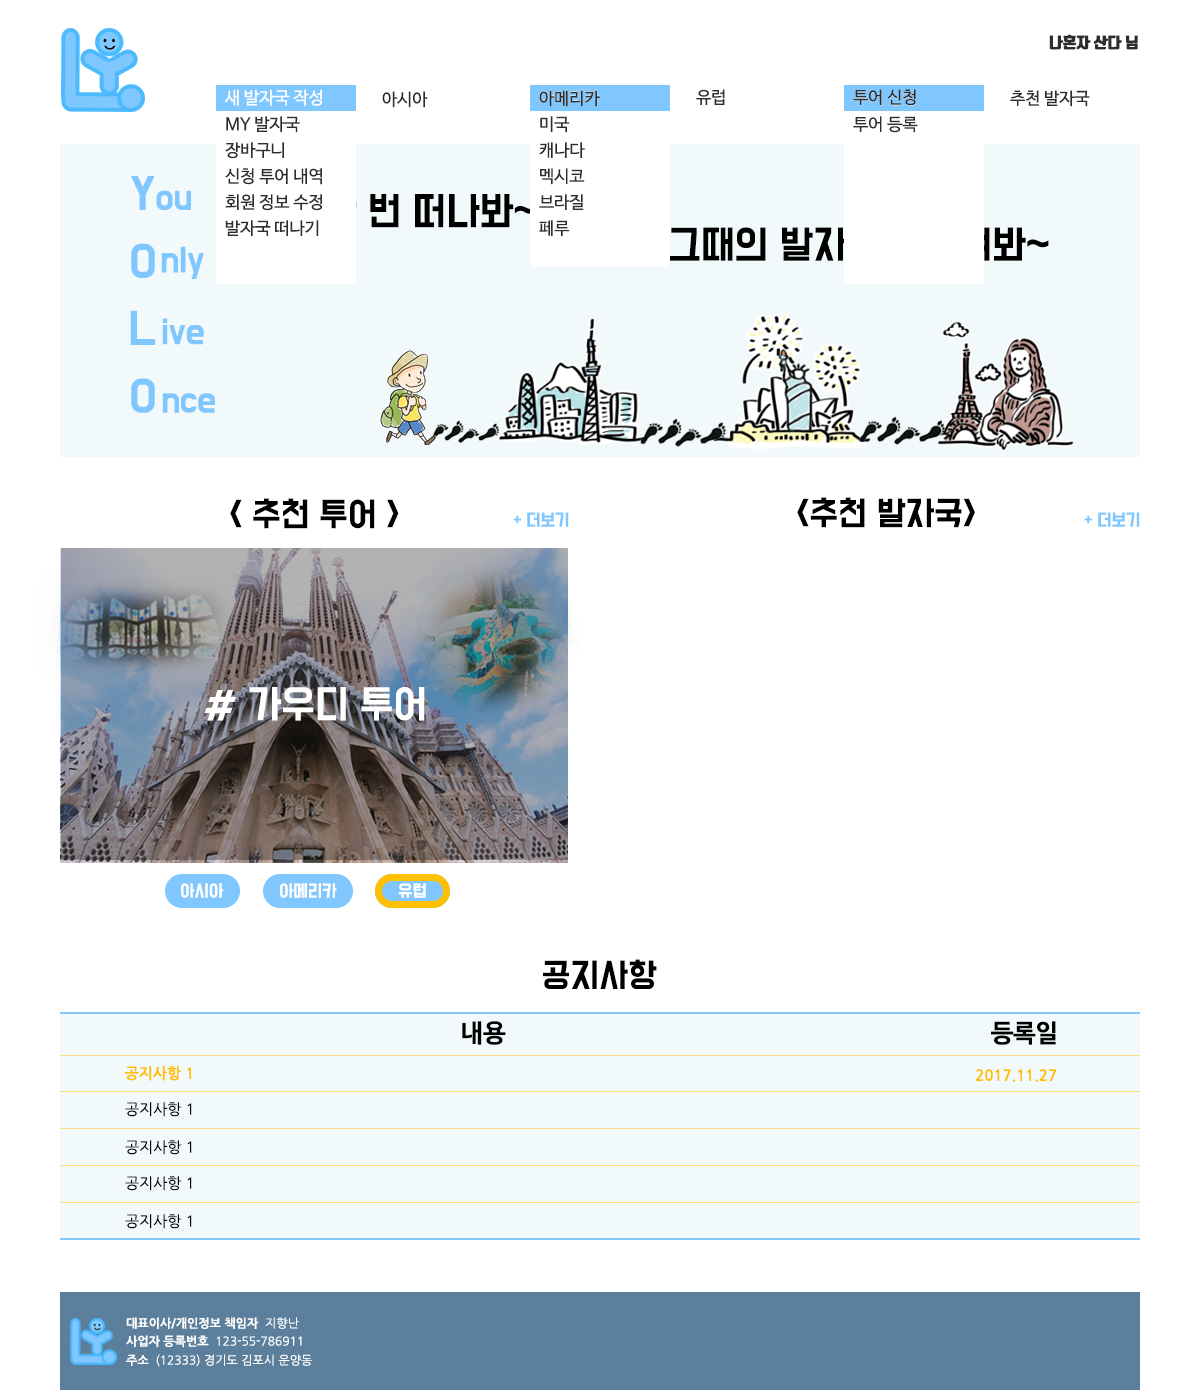 나혼자 산다 님
새 발자국 작성
아시아
아메리카
유럽
투어 신청
추천 발자국
MY 발자국
장바구니
신청 투어 내역
회원 정보 수정
발자국 떠나기
미국
캐나다
멕시코
브라질
페루
투어 등록
You
Only
Live
Once
번 떠나봐~
그때의 발자
봐~
< 추천 투어 >
+ 더보기
<추천 발자국>
+ 더보기
# 가우디 투어
아시아
아메리카
유럽
공지사항
내용 등록일
공지사항 1 2017.11.27
공지사항 1
공지사항 1
공지사항 1
공지사항 1
대표이사/개인정보 책임자 지향난
사업자 등록번호 123-55-786911
주소 (12333) 경기도 김포시 운양동